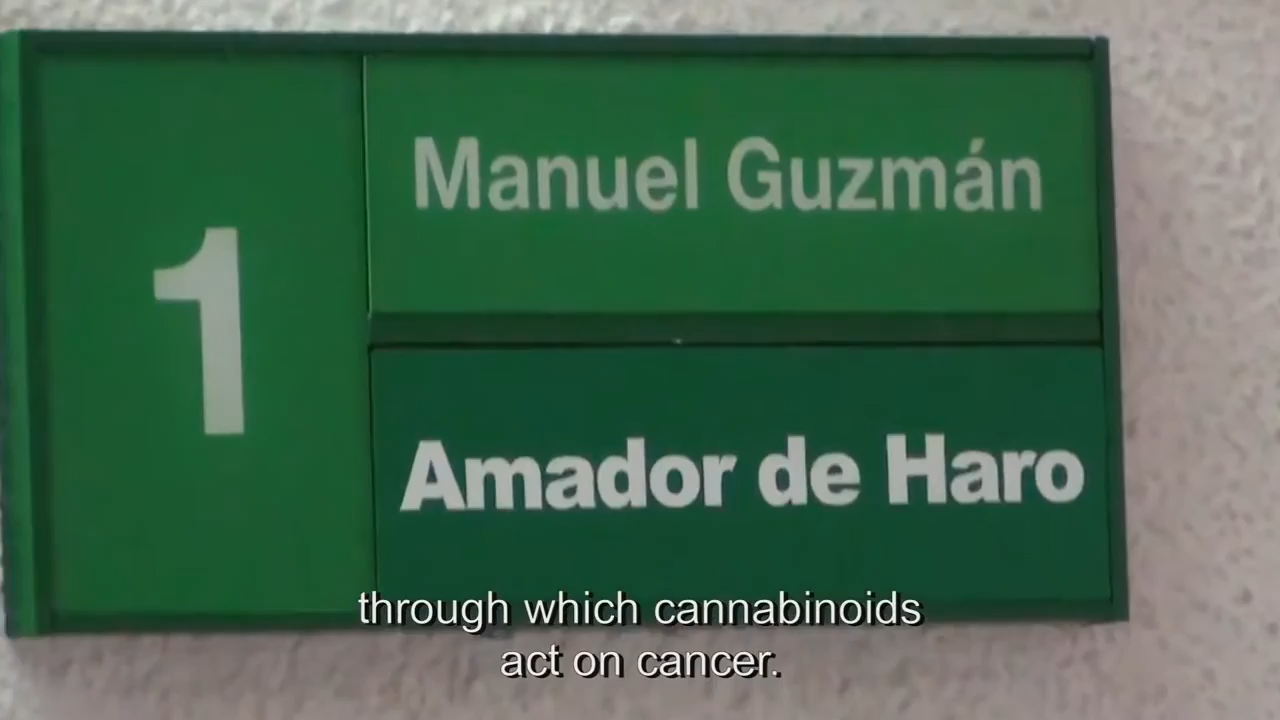 1
Manuel Guzmán
Amador de Haro
through which cannabinoids
act on cancer.